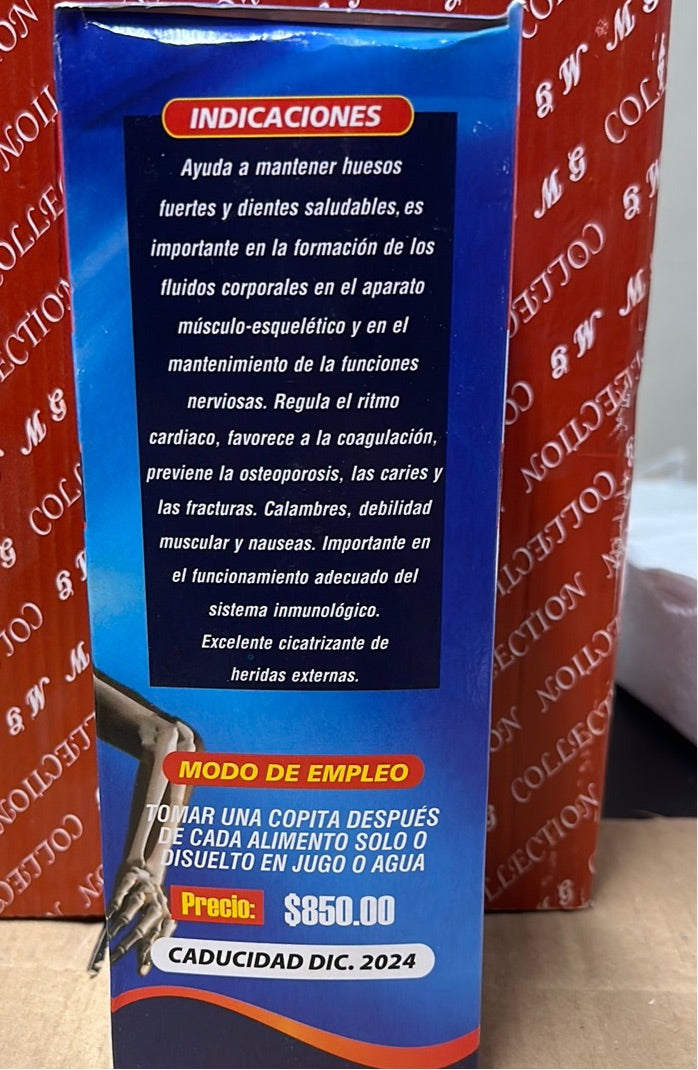 INDICACIONES
Ayuda a mantener huesos
fuertes y dientes saludables, es
importante en la formación de los
fluidos corporales en el aparato
músculo-esquelético y en el
mantenimiento de la funciones
nerviosas. Regula el ritmo
cardiaco, favorece a la coagulación,
previene la osteoporosis, las caries y
las fracturas. Calambres, debilidad
muscular y nauseas. Importante en
el funcionamiento adecuado del
sistema inmunológico.
Excelente cicatrizante de
heridas externas.
MODO DE EMPLEO
TOMAR UNA COPITA DESPUÉS
DE CADA ALIMENTO SOLO O
DISUELTO EN JUGO O AGUA
Precio: $850.00
CADUCIDAD DIC. 2024
COLLECTION
COLLECTION